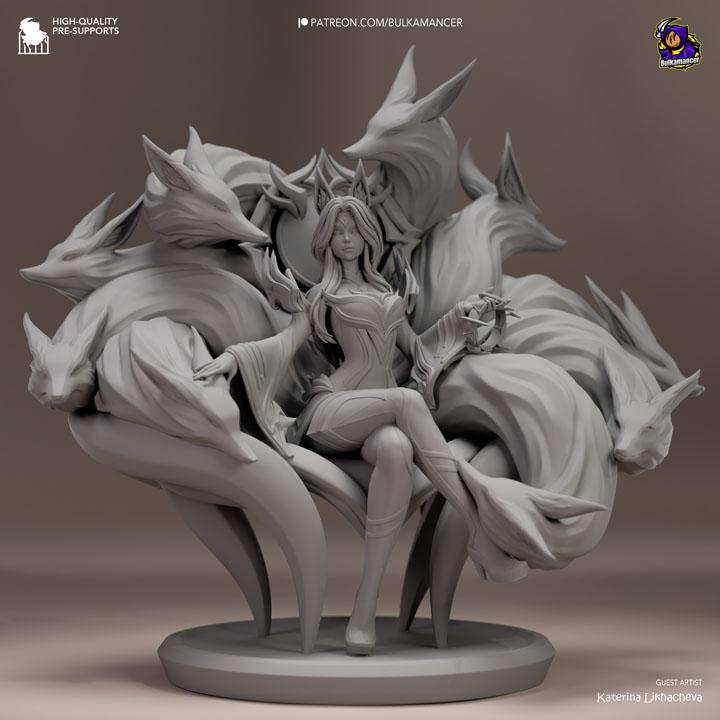 HIGH-QUALITY
PRE-SUPPORTS
PATREON.COM/BULKAMANCER
Bulkamancer
GUEST ARTIST
Katerina Likhacheva